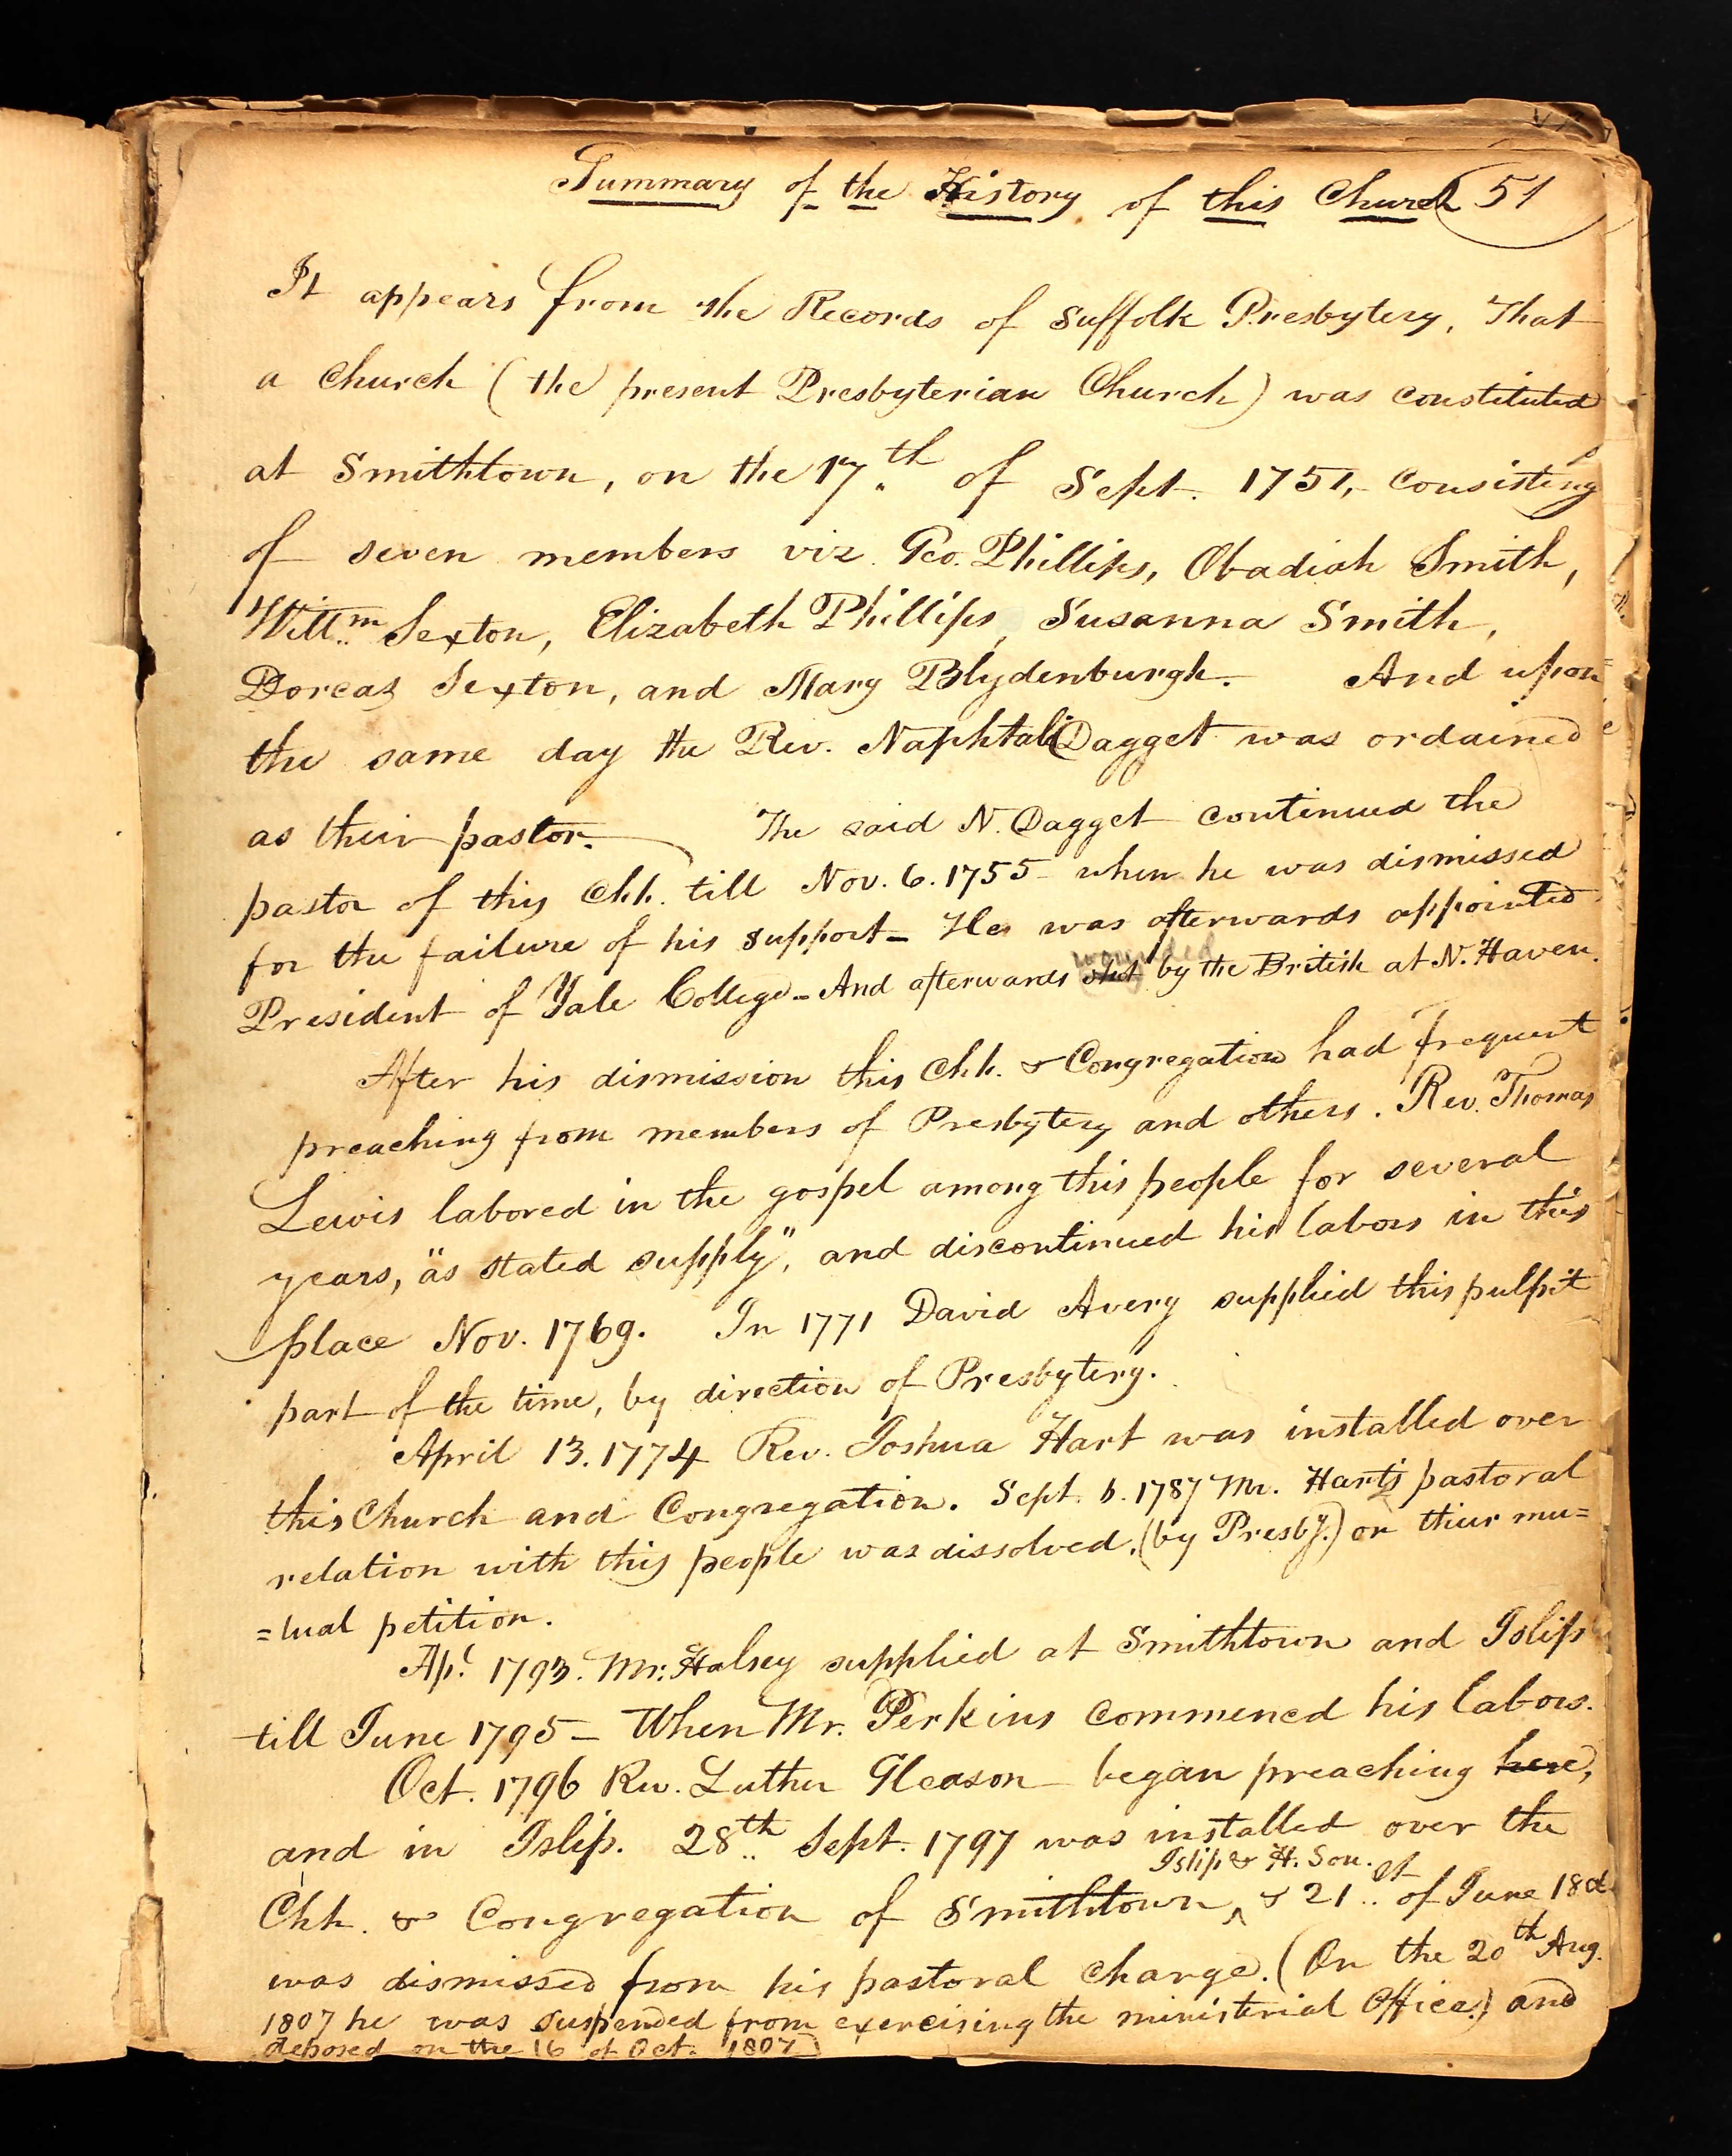 Summary of the History of this Church 51
It appears from the Records of Suffolk Presbytery, That
a Church (the present Presbyterian Church) was constituted
at Smithtown, on the 17th of Sept. 1751, consisting
of seven members viz. Geo. Phillips, Obadiah Smith,
Willm Sexton, Elizabeth Phillips, Susanna Smith,
Dorcas Sexton, and Mary Blydenburgh. And upon
the same day the Rev. Naphtali Dagget was ordained
as their pastor. The said N. Dagget continued the
pastor of this Chh. till Nov. 6. 1755 when he was dismissed
for the failure of his support - He was afterwards appointed
wounded
President of Yale College - And afterwards shot by the British at N. Haven.
After his dismission this Chh. & Congregation had frequent
preaching from members of Presbytery and others. Rev. Thomas
Lewis labored in the gospel among this people for several
years, "as stated supply", and discontinued his labors in this
place Nov. 1769. In 1771 David Avery supplied this pulpit
part of the time, by direction of Presbytery.
April 13. 1774 Rev. Joshua Hart was installed over
this Church and Congregation. Sept. 6. 1787 Mr. Hart's pastoral
relation with this people was dissolved, (by Presby.) on their mu=
=tual petition.
Apl. 1793. Mr. Halsey supplied at Smithtown and Islip
till June 1795 - When Mr. Perkins commenced his labors.
Oct. 1796 Rev. Luther Gleason began preaching here,
and in Islip. 28th Sept. 1797 was installed over the
Islip & H. Sou.
Chh. & Congregation of Smithtown, & 21st of June
was dismissed from his pastoral charge. (On the 20th Aug.
1807 he was suspended from exercising the ministerial Office.) and
deposed on the 16 of Oct. 1807)